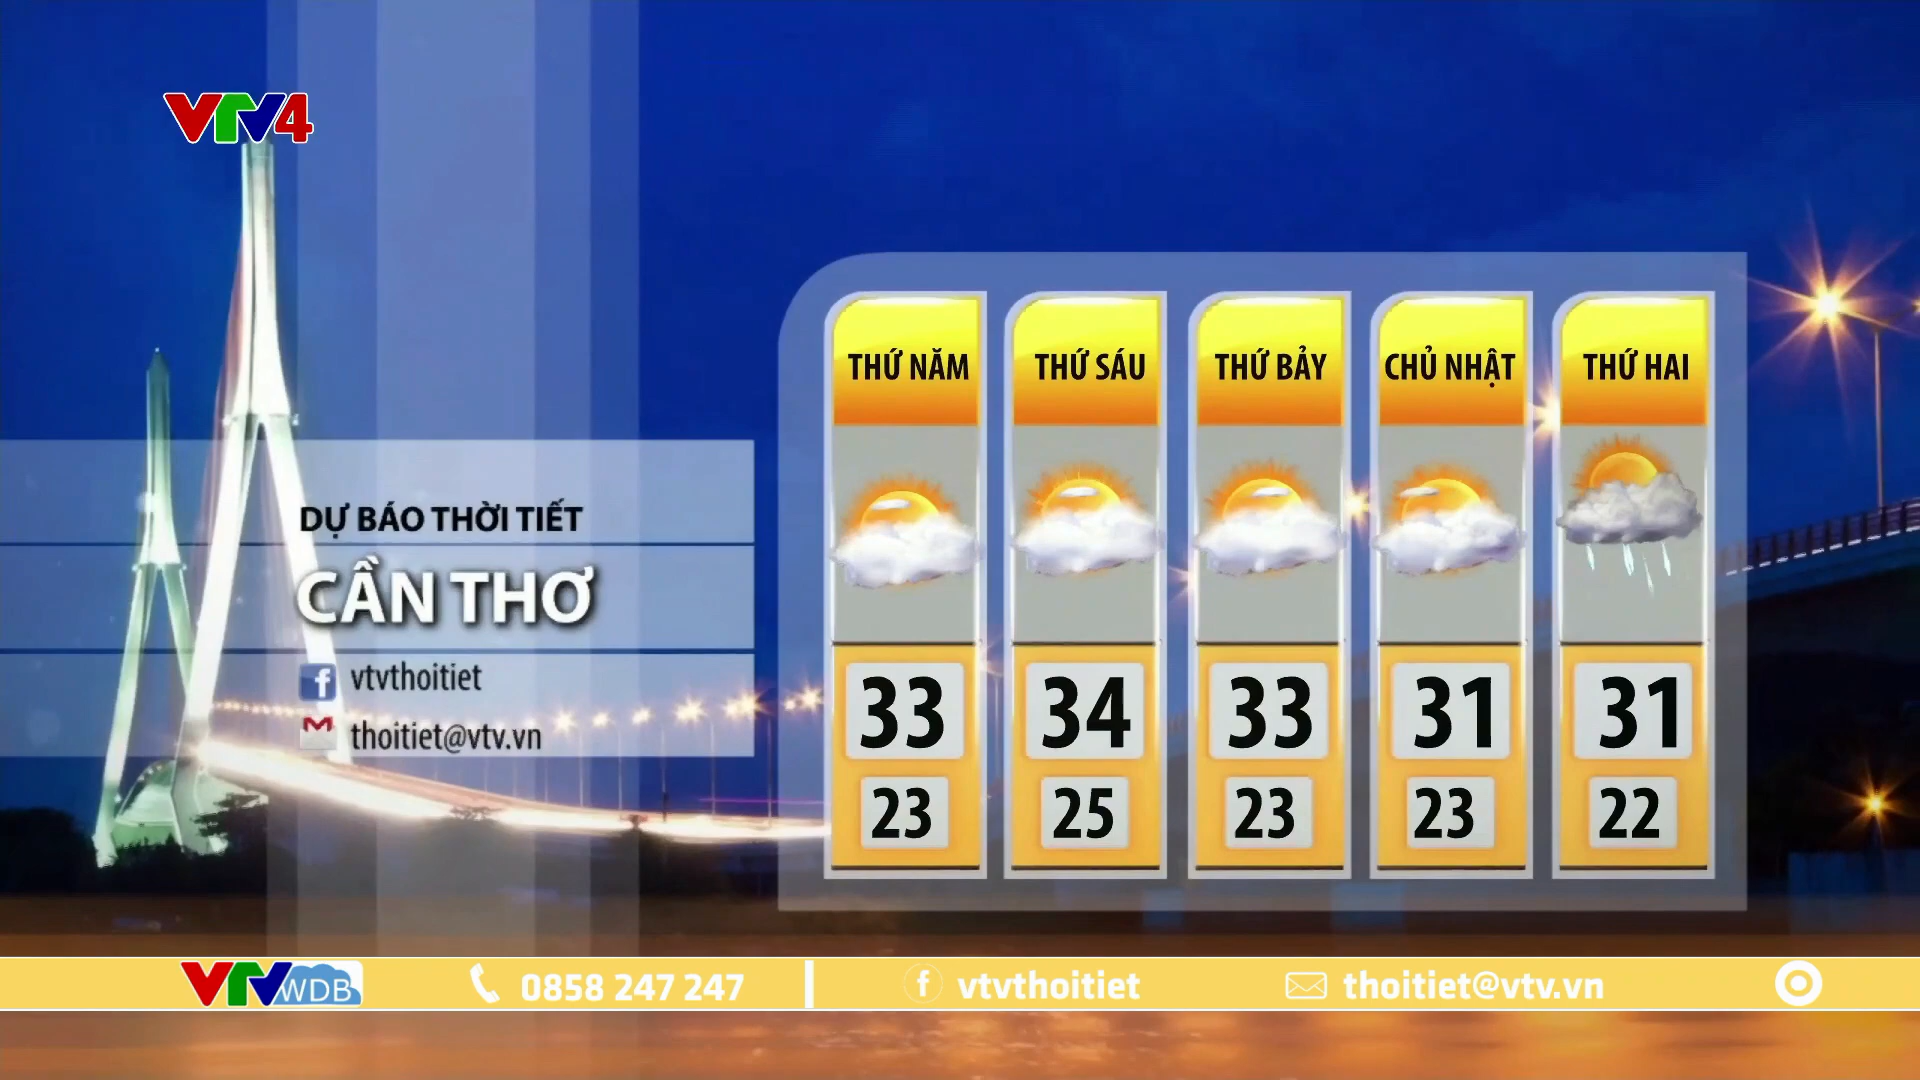 VTV4
DỰ BÁO THỜI TIẾT
CẦN THƠ
vtvthoitiet
thoitiet@vtv.vn
THỨ NĂM
33
23
THỨ SÁU
34
25
THỨ BẢY
33
23
CHỦ NHẬT
31
23
THỨ HAI
31
22
VTV WDB
0858 247 247
vtvthoitiet
thoitiet@vtv.vn